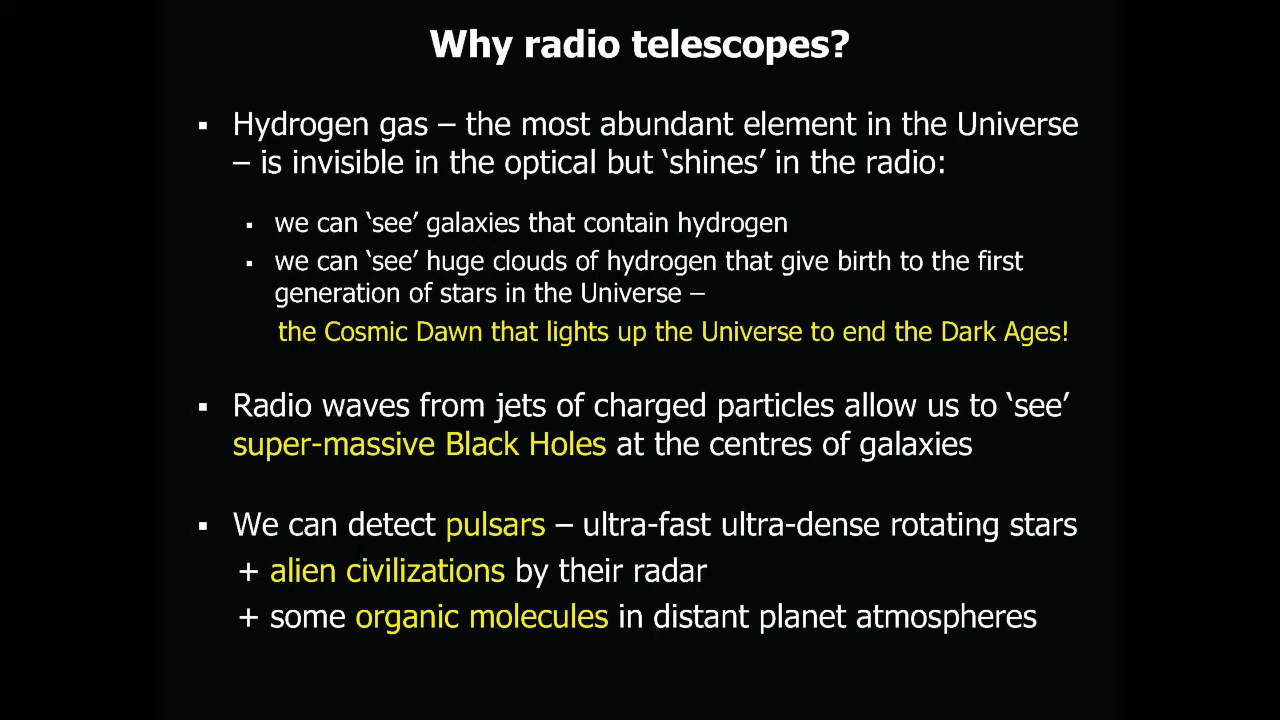 Why radio telescopes?
▪ Hydrogen gas – the most abundant element in the Universe
– is invisible in the optical but ‘shines’ in the radio:
▪ we can ‘see’ galaxies that contain hydrogen
▪ we can ‘see’ huge clouds of hydrogen that give birth to the first
generation of stars in the Universe –
the Cosmic Dawn that lights up the Universe to end the Dark Ages!
▪ Radio waves from jets of charged particles allow us to ‘see’
super-massive Black Holes at the centres of galaxies
▪ We can detect pulsars – ultra-fast ultra-dense rotating stars
+ alien civilizations by their radar
+ some organic molecules in distant planet atmospheres